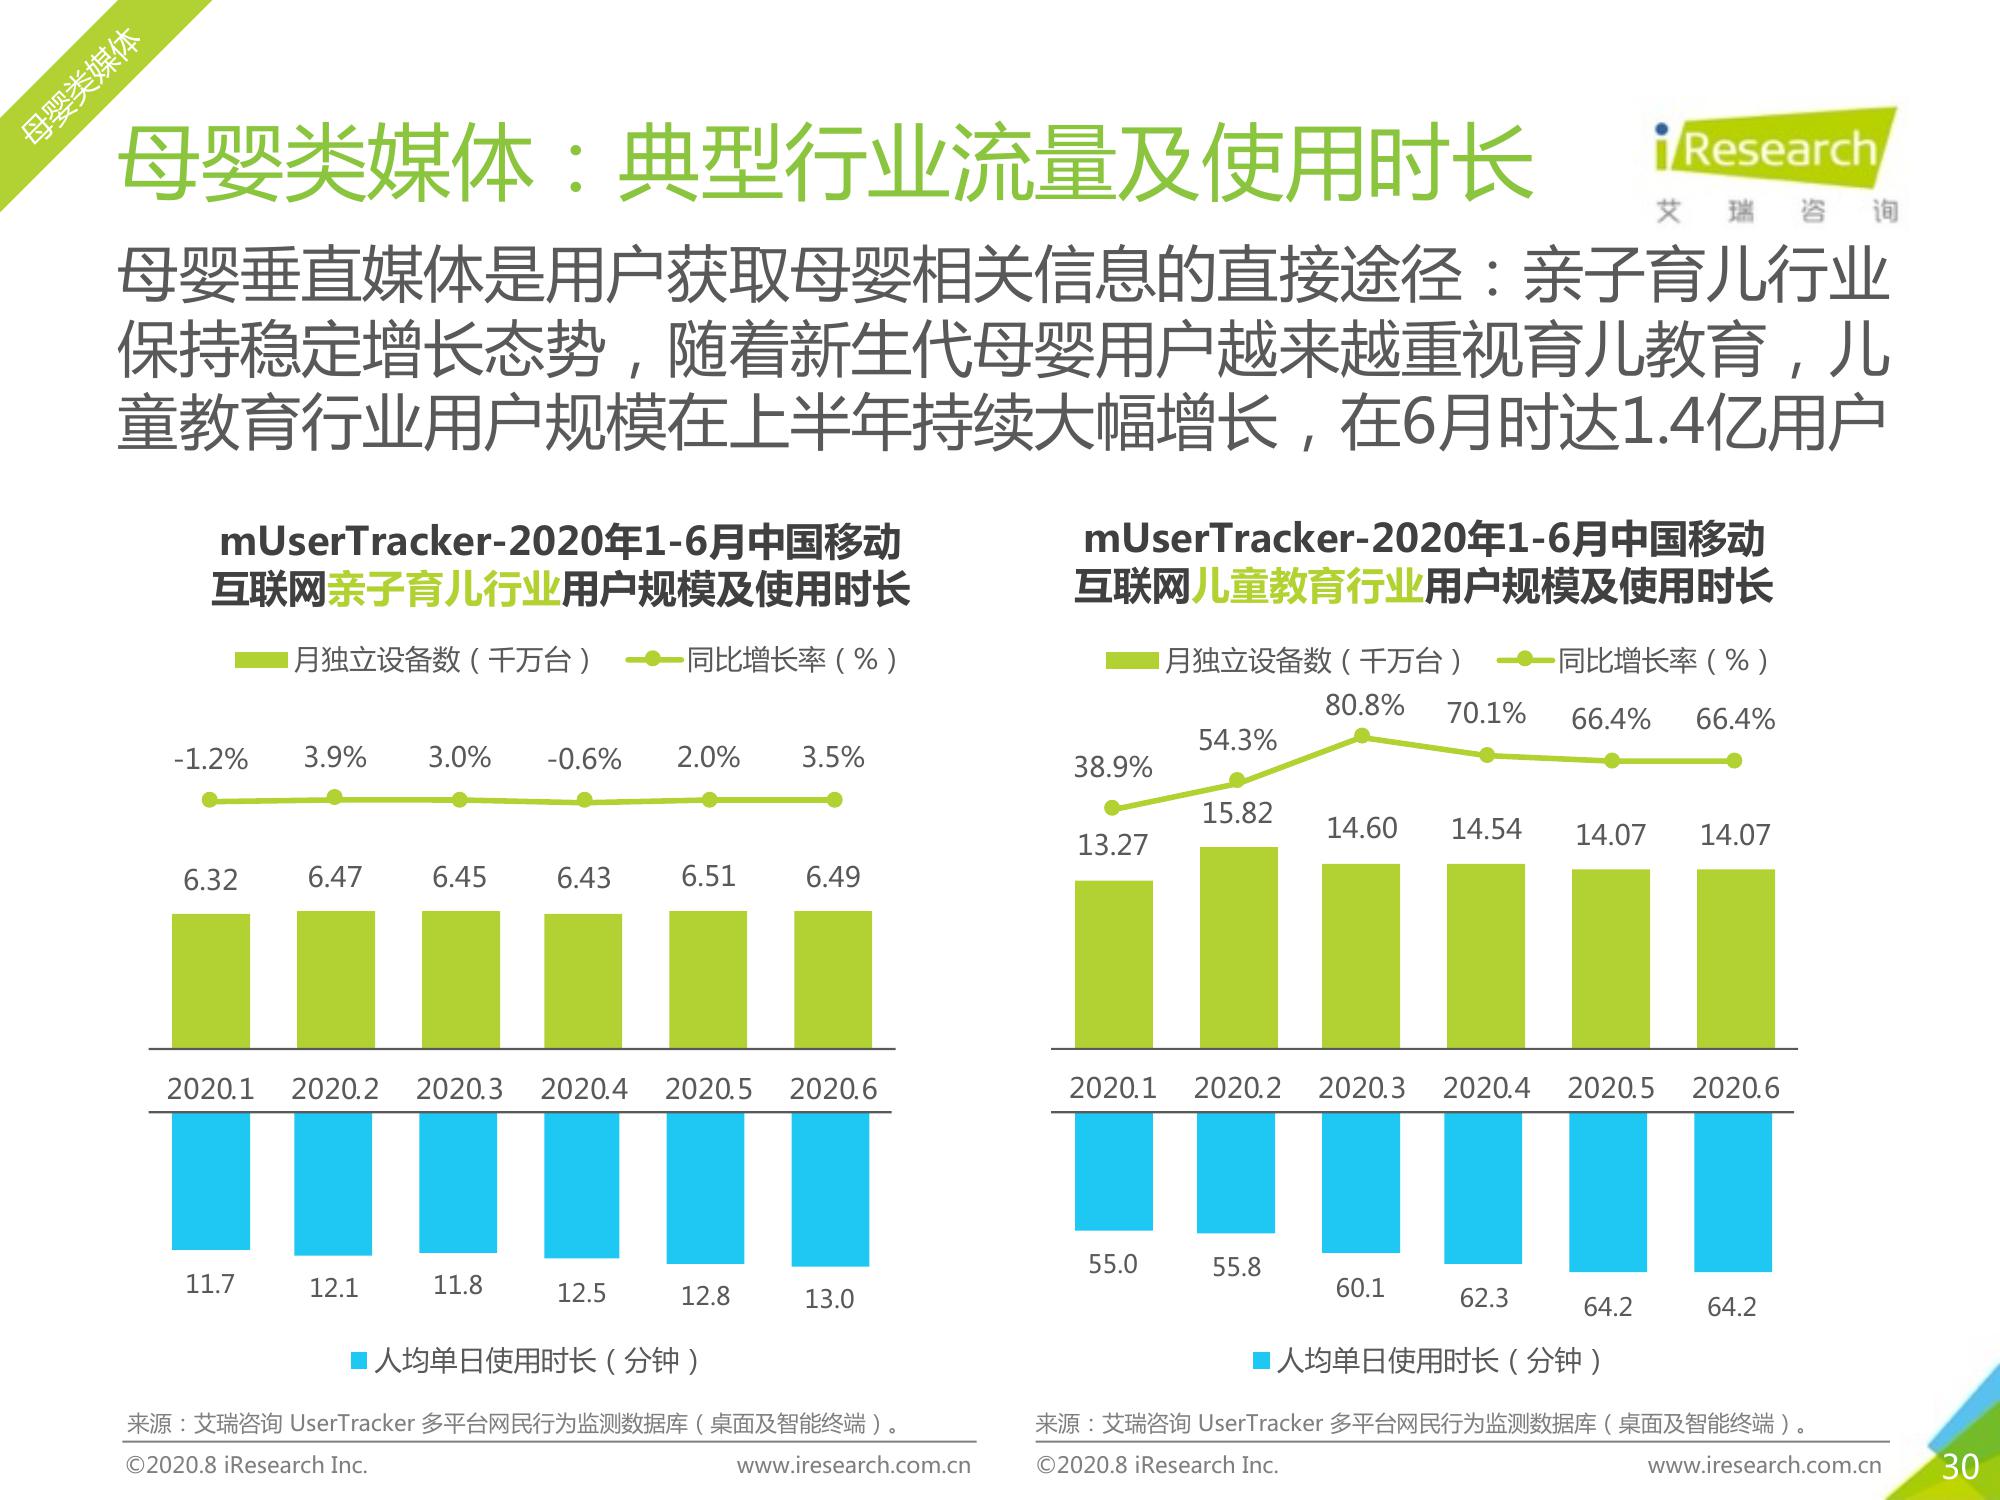 母婴类媒体
母婴类媒体：典型行业流量及使用时长
iResearch
艾瑞咨询
母婴垂直媒体是用户获取母婴相关信息的直接途径：亲子育儿行业
保持稳定增长态势，随着新生代母婴用户越来越重视育儿教育，儿
童教育行业用户规模在上半年持续大幅增长，在6月时达1.4亿用户
mUserTracker-2020年1-6月中国移动
互联网亲子育儿行业用户规模及使用时长
月独立设备数（千万台） 同比增长率（%）
-1.2% 3.9% 3.0% -0.6% 2.0% 3.5%
6.32 6.47 6.45 6.43 6.51 6.49
2020.1 2020.2 2020.3 2020.4 2020.5 2020.6
11.7 12.1 11.8 12.5 12.8 13.0
人均单日使用时长（分钟）
来源：艾瑞咨询 UserTracker 多平台网民行为监测数据库（桌面及智能终端）。
©2020.8 iResearch Inc. www.iresearch.com.cn
mUserTracker-2020年1-6月中国移动
互联网儿童教育行业用户规模及使用时长
月独立设备数（千万台） 同比增长率（%）
38.9% 54.3% 80.8% 70.1% 66.4% 66.4%
13.27 15.82 14.60 14.54 14.07 14.07
2020.1 2020.2 2020.3 2020.4 2020.5 2020.6
55.0 55.8 60.1 62.3 64.2 64.2
人均单日使用时长（分钟）
来源：艾瑞咨询 UserTracker 多平台网民行为监测数据库（桌面及智能终端）。
©2020.8 iResearch Inc. www.iresearch.com.cn
30